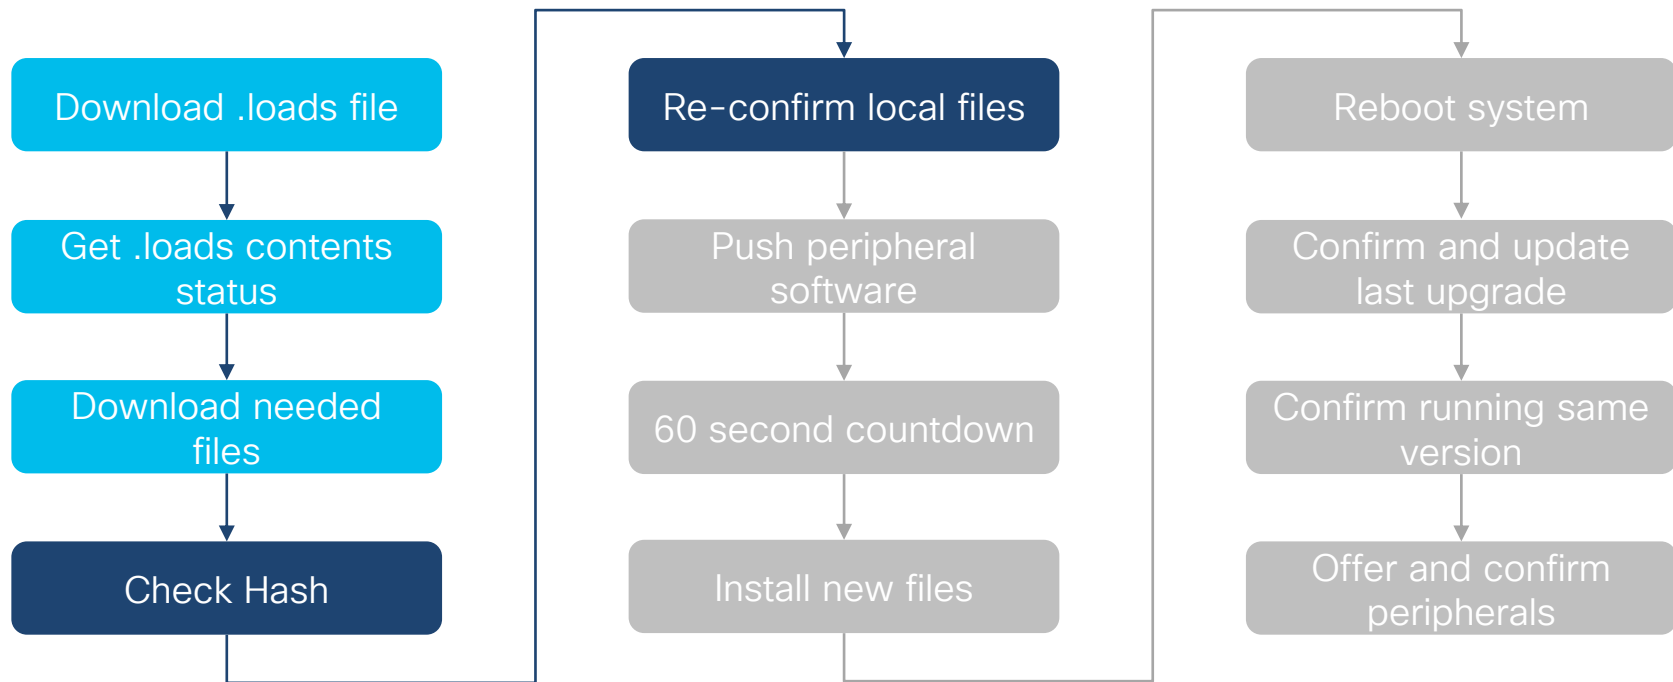 Download .loads file
Get .loads contents
status
Download needed
files
Check Hash
Re-confirm local files
Push peripheral
software
60 second countdown
Install new files
Reboot system
Confirm and update
last upgrade
Confirm running same
version
Offer and confirm
peripherals